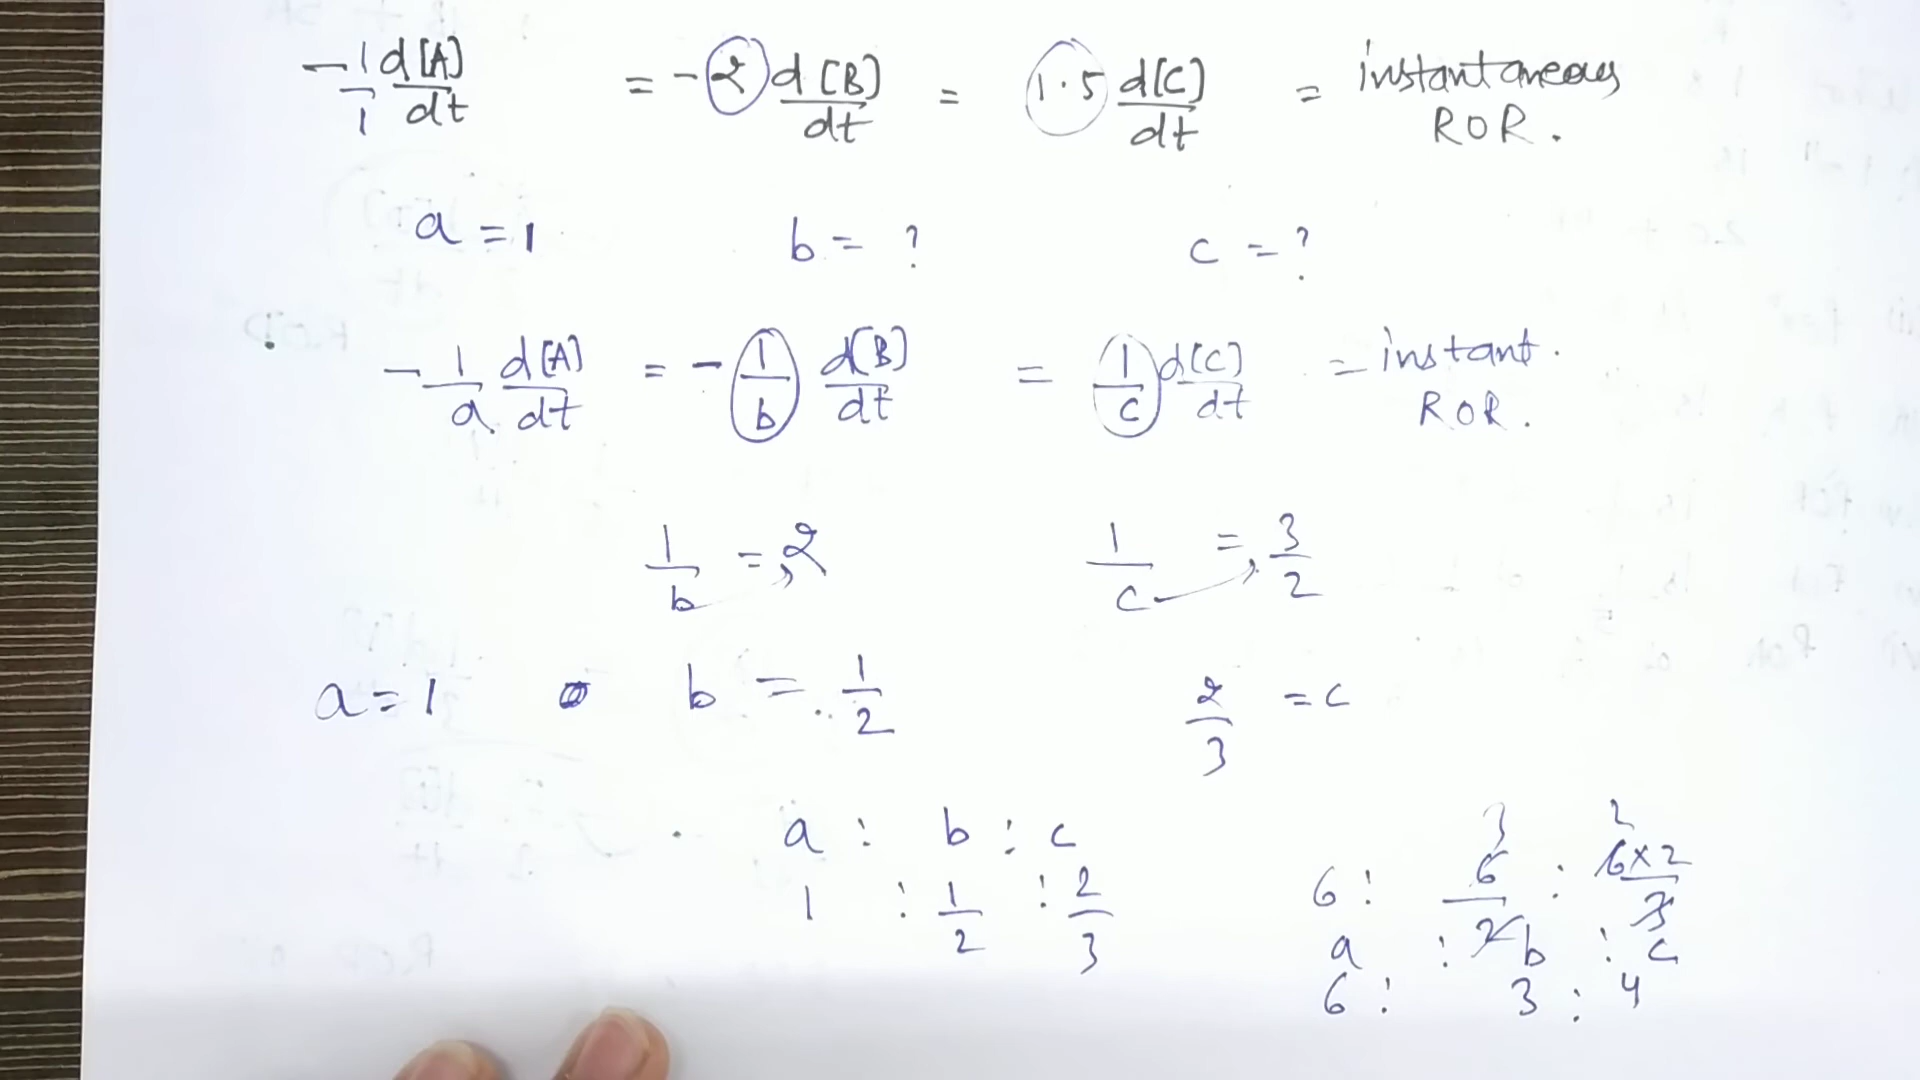 -1/1 d[A]/dt = -2 d[B]/dt = 1.5 d[C]/dt = instantaneous ROR.
a = 1 b = ? c = ?
-1/a d[A]/dt = -1/b d[B]/dt = 1/c d[C]/dt = instant. ROR.
1/b = 2 1/c = 3/2
a = 1 b = 1/2 2/3 = c
a : b : c
1 : 1/2 : 2/3
3 2
6 : 6/2 : 6×2/3
a : b : c
6 : 3 : 4